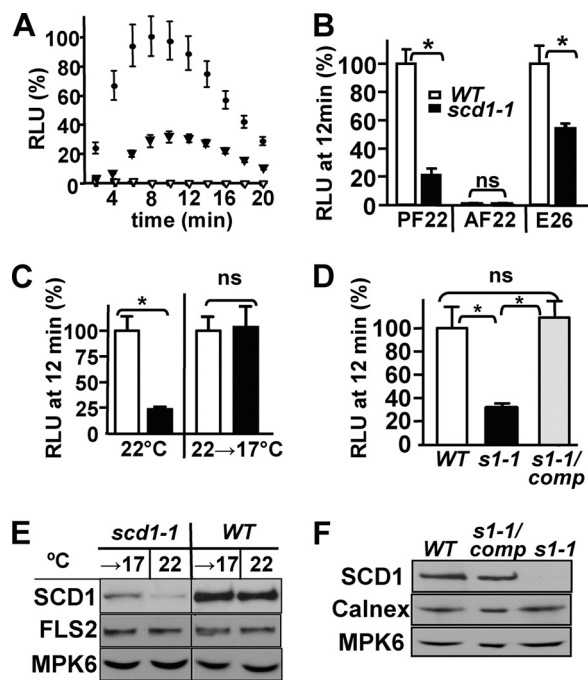 A
RLU (%)
100
80
60
40
20
0
4 8 12 16 20
time (min)
B
RLU at 12min (%)
100
80
60
40
20
0
*
WT
scd1-1
ns
*
PF22 AF22 E26
C
RLU at 12 min (%)
100
75
50
25
0
*
ns
22ºC 22→17ºC
D
RLU at 12 min (%)
100
80
60
40
20
0
ns
* *
WT s1-1 s1-1/
comp
E
scd1-1 WT
ºC →17 22 →17 22
SCD1
FLS2
MPK6
F
WT s1-1/
comp s1-1
SCD1
Calnex
MPK6